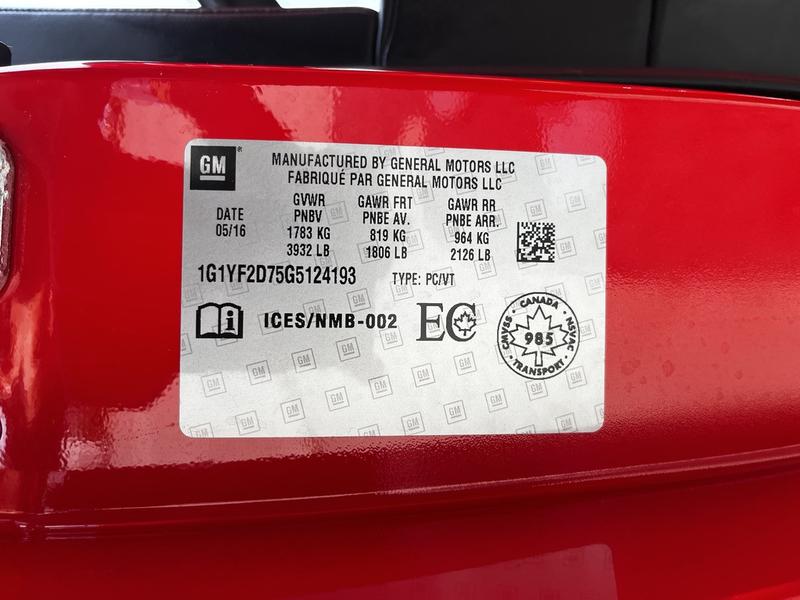 GM
MANUFACTURED BY GENERAL MOTORS LLC
FABRIQUÉ PAR GENERAL MOTORS LLC
DATE
05/16
GVWR
PNBV
1783 KG
3932 LB
GAWR FRT
PNBE AV.
819 KG
1806 LB
GAWR RR
PNBE ARR.
964 KG
2126 LB
1G1YF2D75G5124193 TYPE: PC/VT
ICES/NMB-002
EC
CANADA
CMVSS 985 NSVAC
TRANSPORT